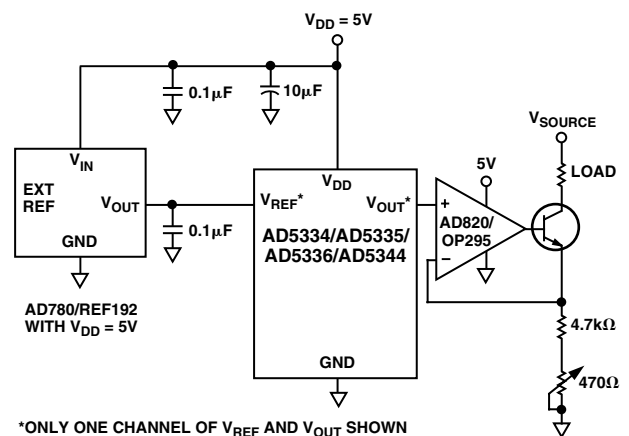 V_DD = 5V
0.1µF
10µF
V_SOURCE
LOAD
V_IN
EXT
REF
V_OUT
GND
0.1µF
V_REF*
V_DD
V_OUT*
AD5334/AD5335/
AD5336/AD5344
GND
5V
+
AD820/
OP295
–
4.7kΩ
470Ω
AD780/REF192
WITH V_DD = 5V
*ONLY ONE CHANNEL OF V_REF AND V_OUT SHOWN